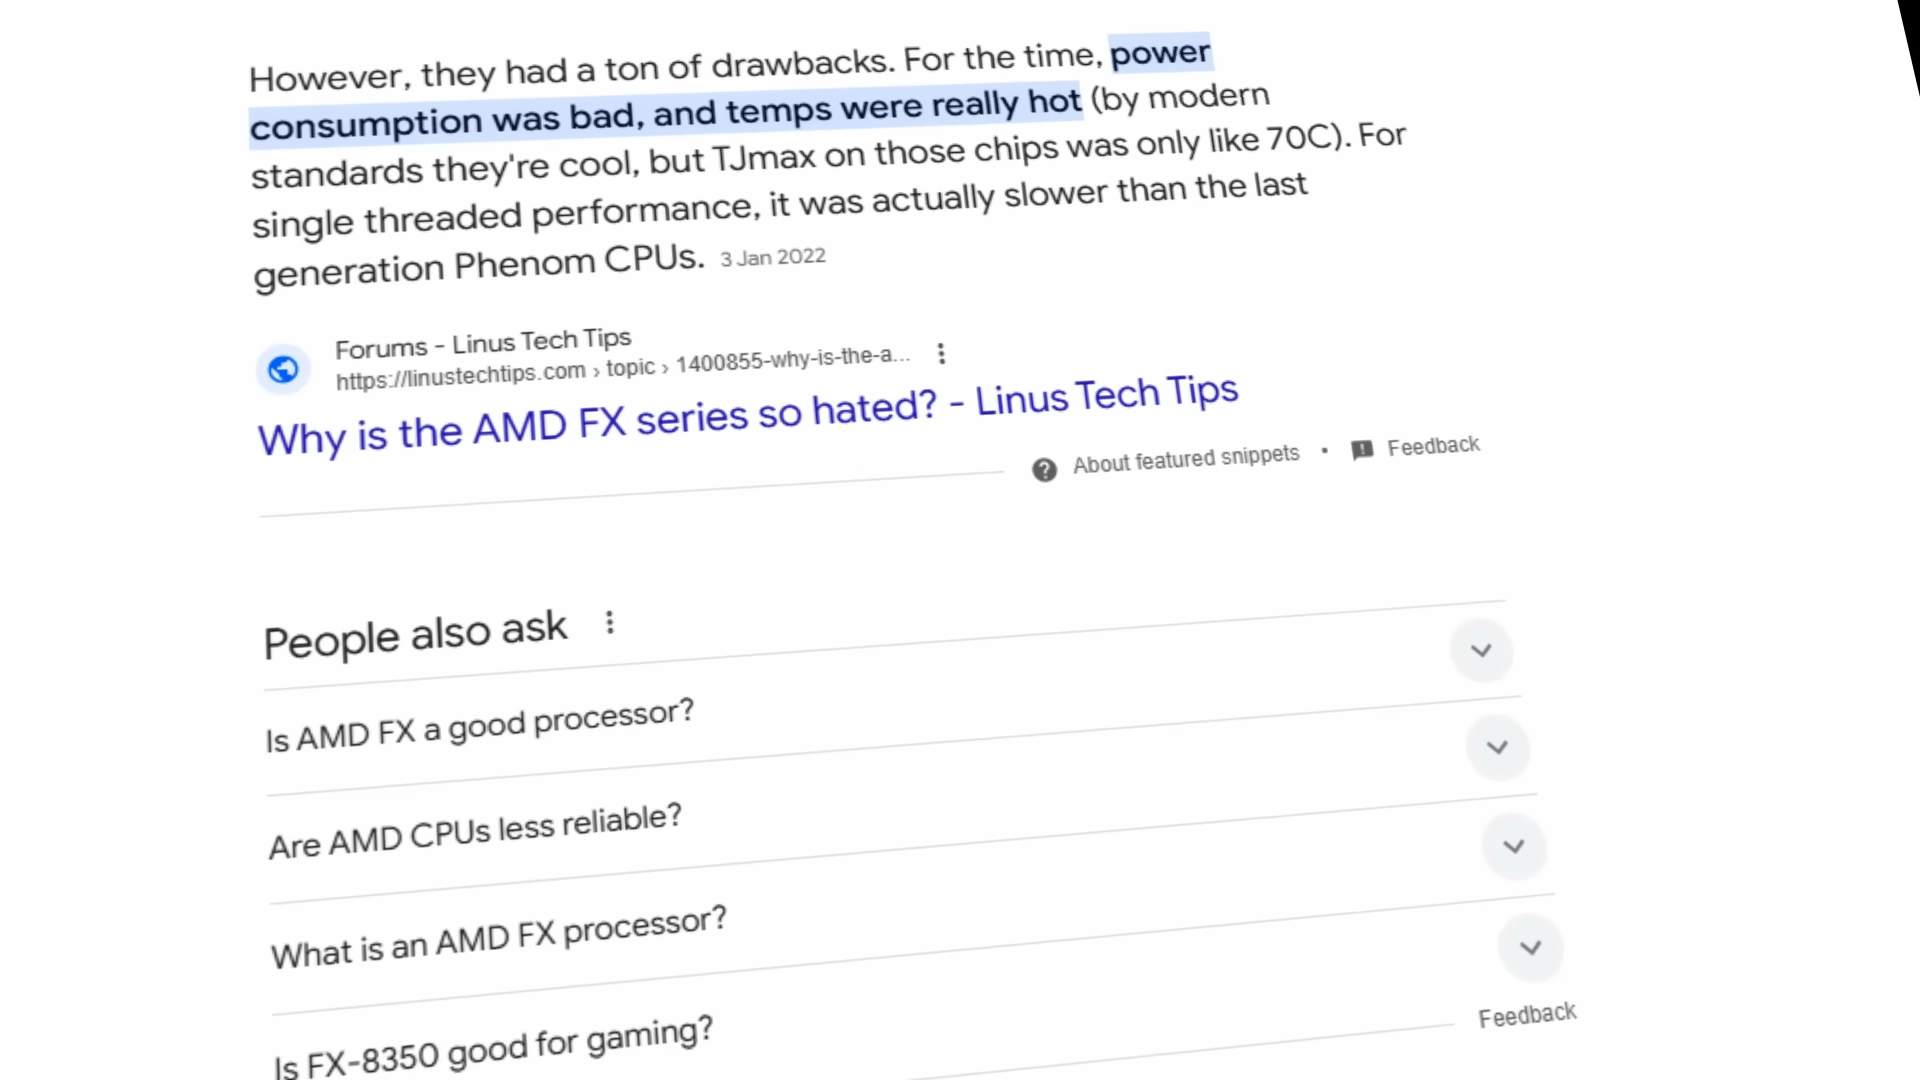 However, they had a ton of drawbacks. For the time, power
consumption was bad, and temps were really hot (by modern
standards they're cool, but TJmax on those chips was only like 70C). For
single threaded performance, it was actually slower than the last
generation Phenom CPUs. 3 Jan 2022
Forums - Linus Tech Tips
https://linustechtips.com › topic › 1400855-why-is-the-a...
Why is the AMD FX series so hated? - Linus Tech Tips
About featured snippets • Feedback
People also ask
Is AMD FX a good processor?
Are AMD CPUs less reliable?
What is an AMD FX processor?
Is FX-8350 good for gaming?
Feedback